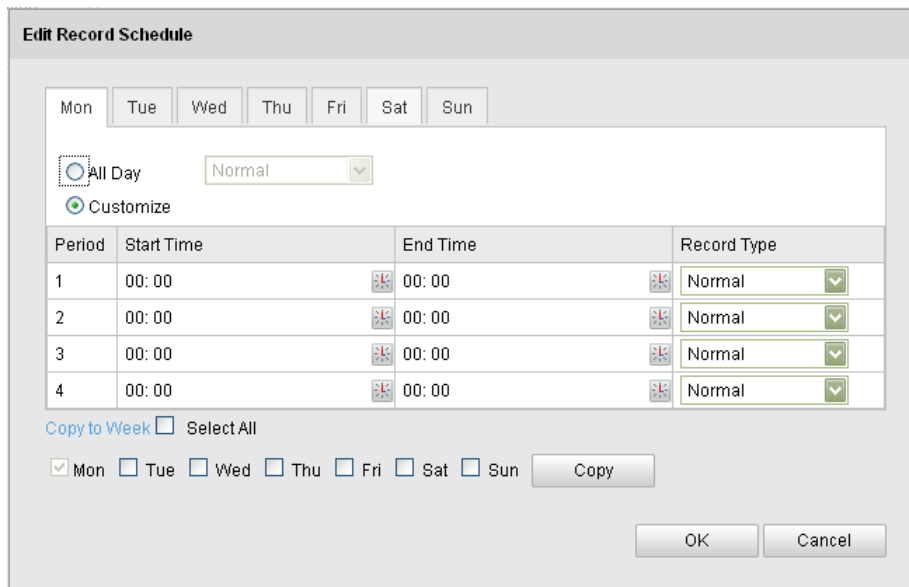 Edit Record Schedule
Mon Tue Wed Thu Fri Sat Sun
All Day Normal
Customize
Period Start Time End Time Record Type
1 00: 00 00: 00 Normal
2 00: 00 00: 00 Normal
3 00: 00 00: 00 Normal
4 00: 00 00: 00 Normal
Copy to Week Select All
Mon Tue Wed Thu Fri Sat Sun Copy
OK Cancel